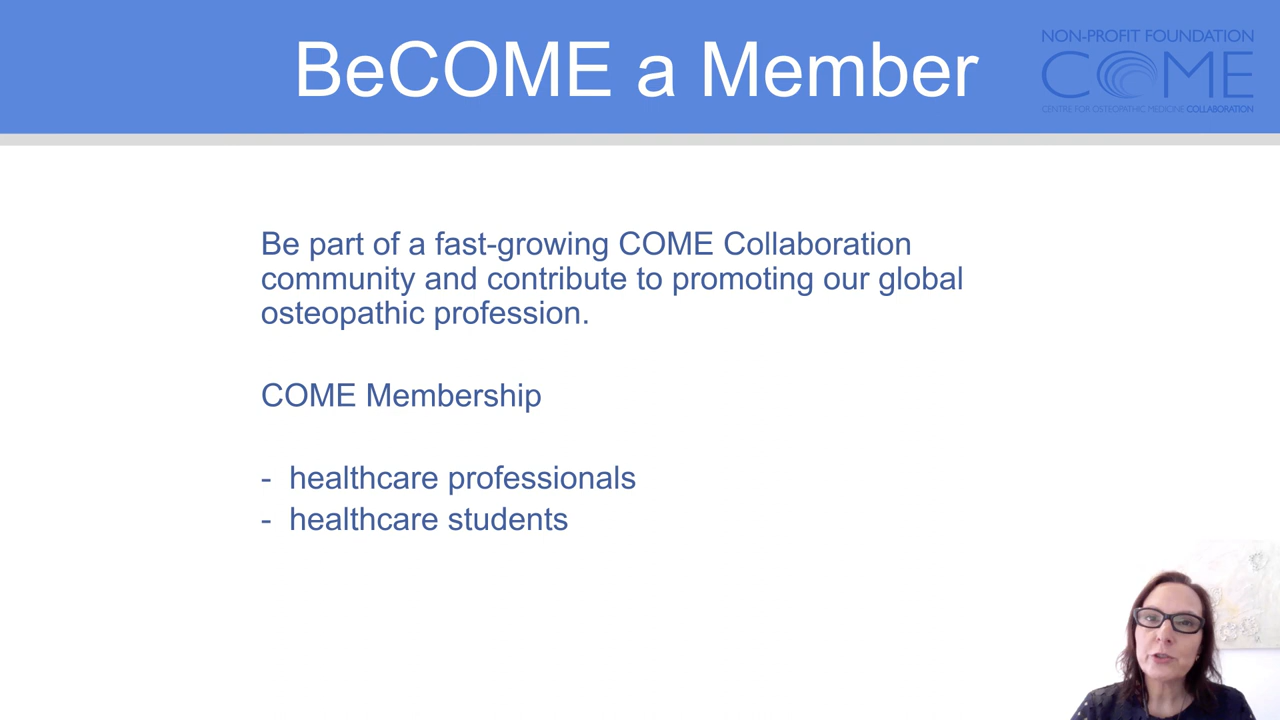 BeCOME a Member
NON-PROFIT FOUNDATION
COME
CENTRE FOR OSTEOPATHIC MEDICINE COLLABORATION
Be part of a fast-growing COME Collaboration
community and contribute to promoting our global
osteopathic profession.
COME Membership
- healthcare professionals
- healthcare students